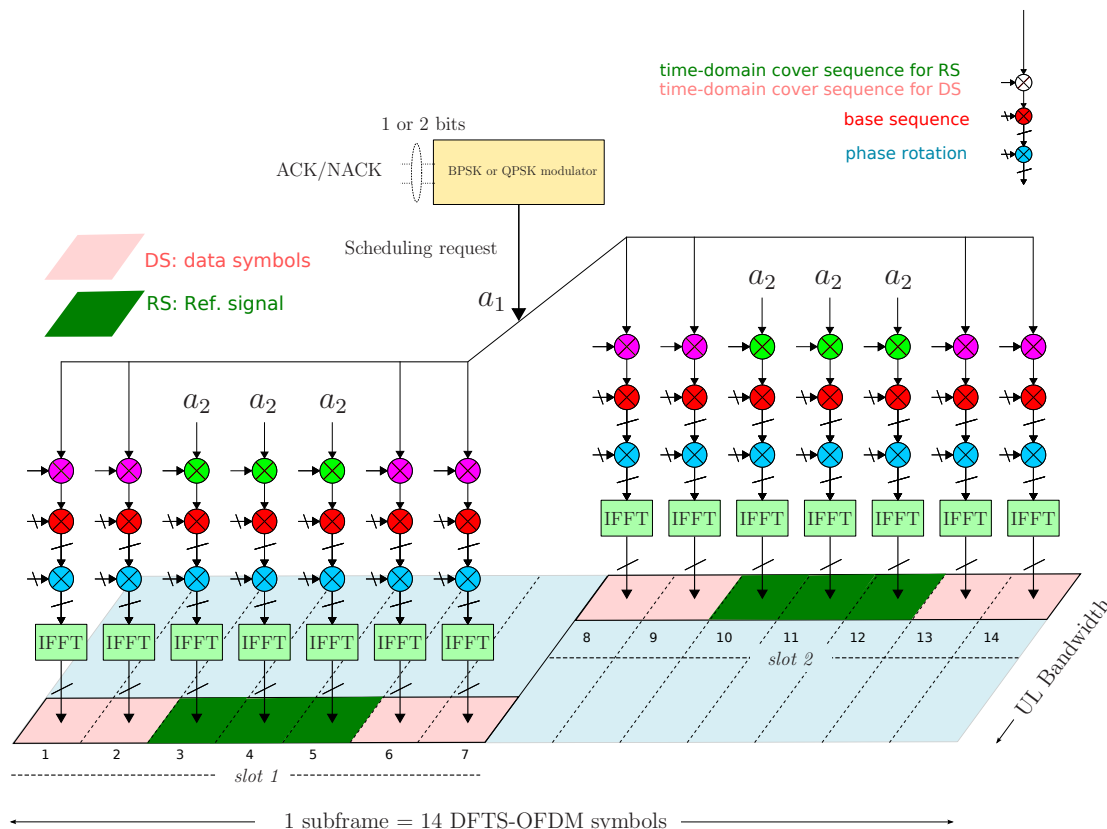 time-domain cover sequence for RS
time-domain cover sequence for DS
1 or 2 bits
base sequence
phase rotation
ACK/NACK
BPSK or QPSK modulator
Scheduling request
DS: data symbols
RS: Ref. signal
a₁
a₂ a₂ a₂
a₂ a₂ a₂
IFFT IFFT IFFT IFFT IFFT IFFT IFFT
IFFT IFFT IFFT IFFT IFFT IFFT IFFT
8 9 10 11 12 13 14
slot 2
UL Bandwidth
1 2 3 4 5 6 7
slot 1
1 subframe = 14 DFTS-OFDM symbols